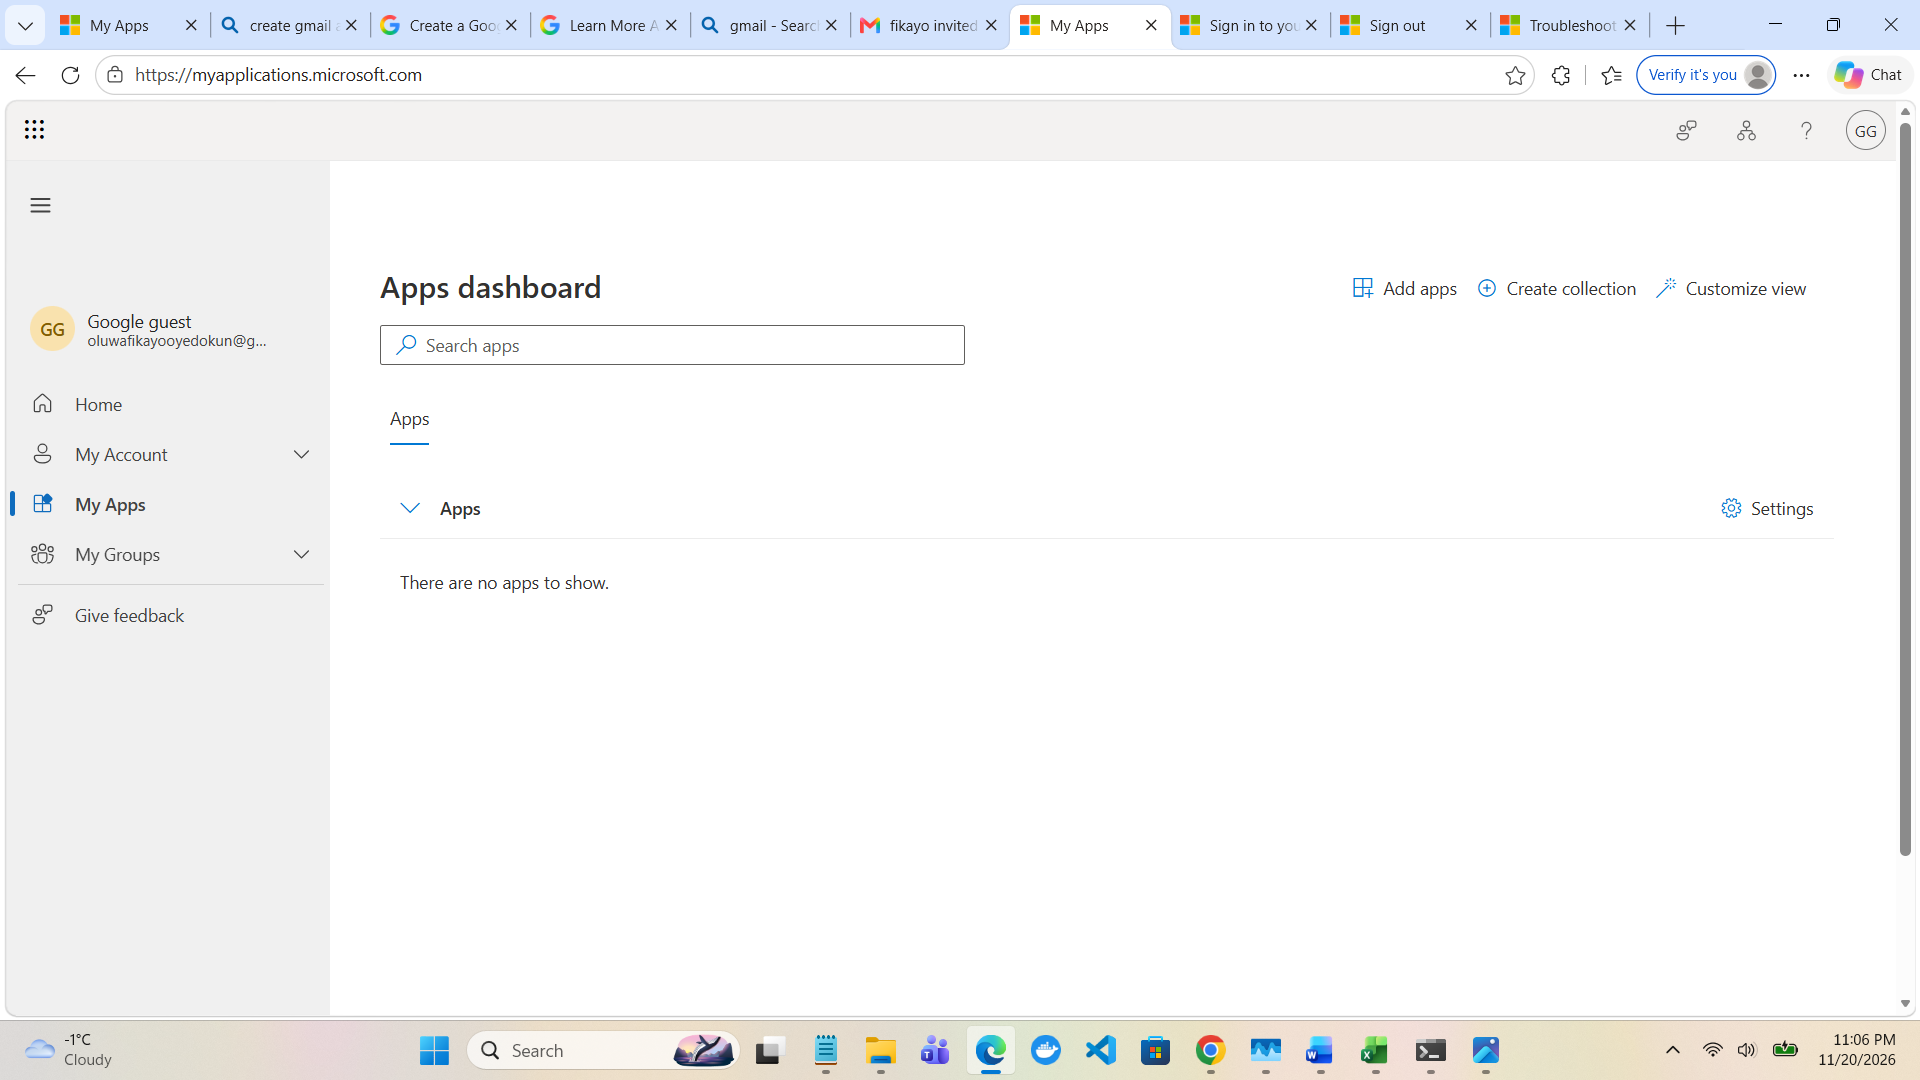 My Apps
create gmail a
Create a Goog
Learn More A
gmail - Search
fikayo invited
My Apps
Sign in to you
Sign out
Troubleshoot
https://myapplications.microsoft.com
Verify it's you
Chat
GG
GG
Google guest
oluwafikayooyedokun@g...
Home
My Account
My Apps
My Groups
Give feedback
Apps dashboard
Add apps
Create collection
Customize view
Search apps
Apps
Apps
Settings
There are no apps to show.
-1°C
Cloudy
Search
11:06 PM
11/20/2026